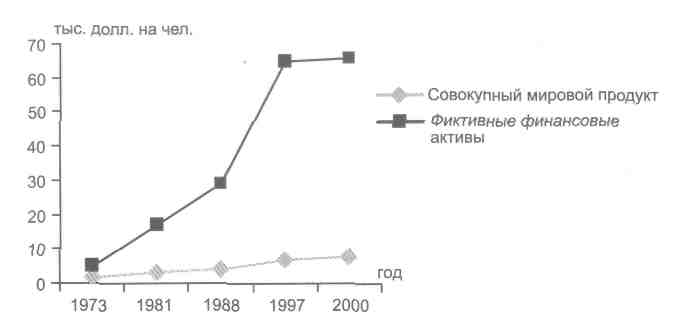 тыс. долл. на чел.
70
60
50
40
30
20
10
0
1973 1981 1988 1997 2000
год
Совокупный мировой продукт
Фиктивные финансовые
активы